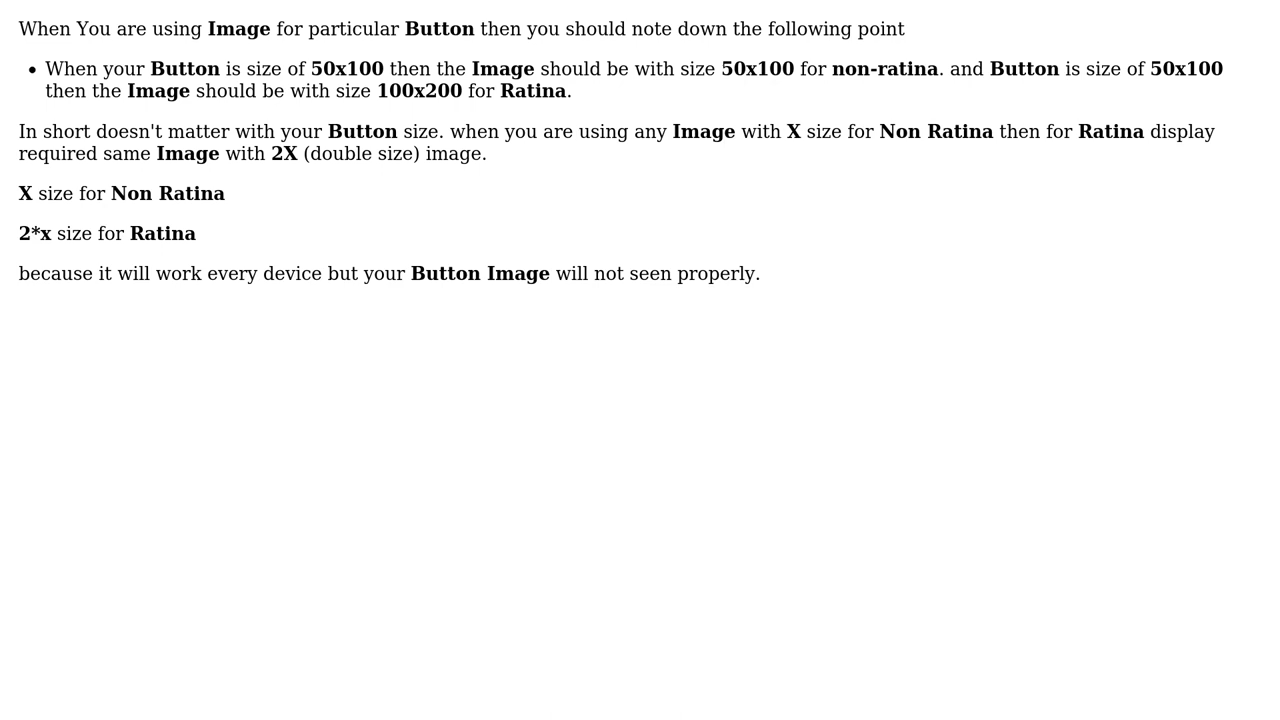 When You are using Image for particular Button then you should note down the following point
• When your Button is size of 50x100 then the Image should be with size 50x100 for non-ratina. and Button is size of 50x100
then the Image should be with size 100x200 for Ratina.
In short doesn't matter with your Button size. when you are using any Image with X size for Non Ratina then for Ratina display
required same Image with 2X (double size) image.
X size for Non Ratina
2*x size for Ratina
because it will work every device but your Button Image will not seen properly.